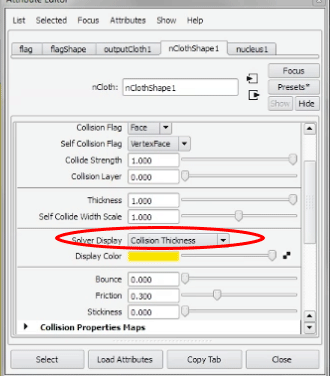 Attribute Editor
List Selected Focus Attributes Show Help
flag flagShape outputCloth1 nClothShape1 nucleus1
Focus
nCloth: nClothShape1
Presets*
Show Hide
Collision Flag Face
Self Collision Flag VertexFace
Collide Strength 1.000
Collision Layer 0.000
Thickness 1.000
Self Collide Width Scale 1.000
Solver Display Collision Thickness
Display Color
Bounce 0.000
Friction 0.300
Stickiness 0.000
Collision Properties Maps
Select Load Attributes Copy Tab Close